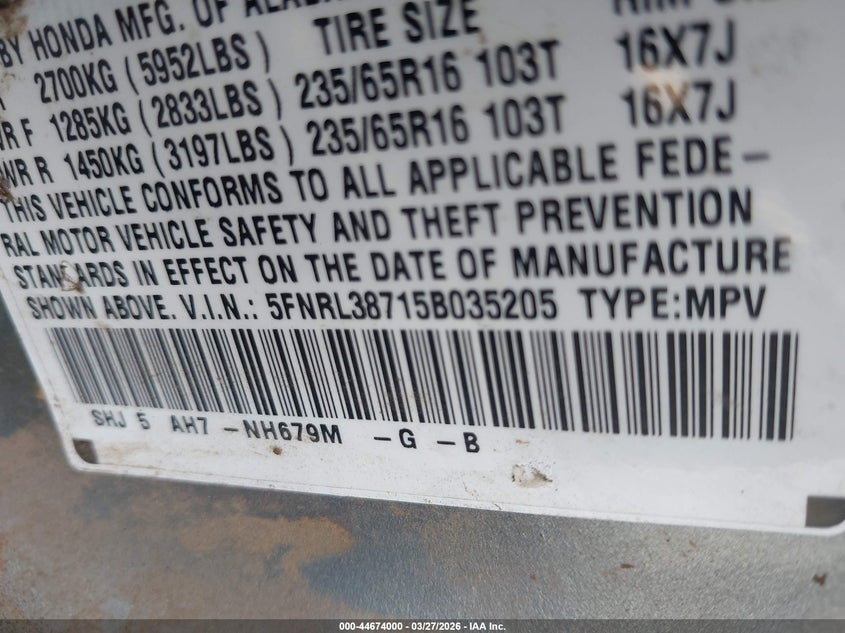 BY HONDA MFG. OF ALABA
2700KG ( 5952LBS ) TIRE SIZE
WR F 1285KG ( 2833LBS ) 235/65R16 103T 16X7J
WR R 1450KG ( 3197LBS ) 235/65R16 103T 16X7J
THIS VEHICLE CONFORMS TO ALL APPLICABLE FEDE-
RAL MOTOR VEHICLE SAFETY AND THEFT PREVENTION
STANDARDS IN EFFECT ON THE DATE OF MANUFACTURE
SHOWN ABOVE. V.I.N.: 5FNRL38715B035205 TYPE:MPV
SHJ 5 AH7 -NH679M -G -B
000-44674000 — 03/27/2026 — IAA Inc.